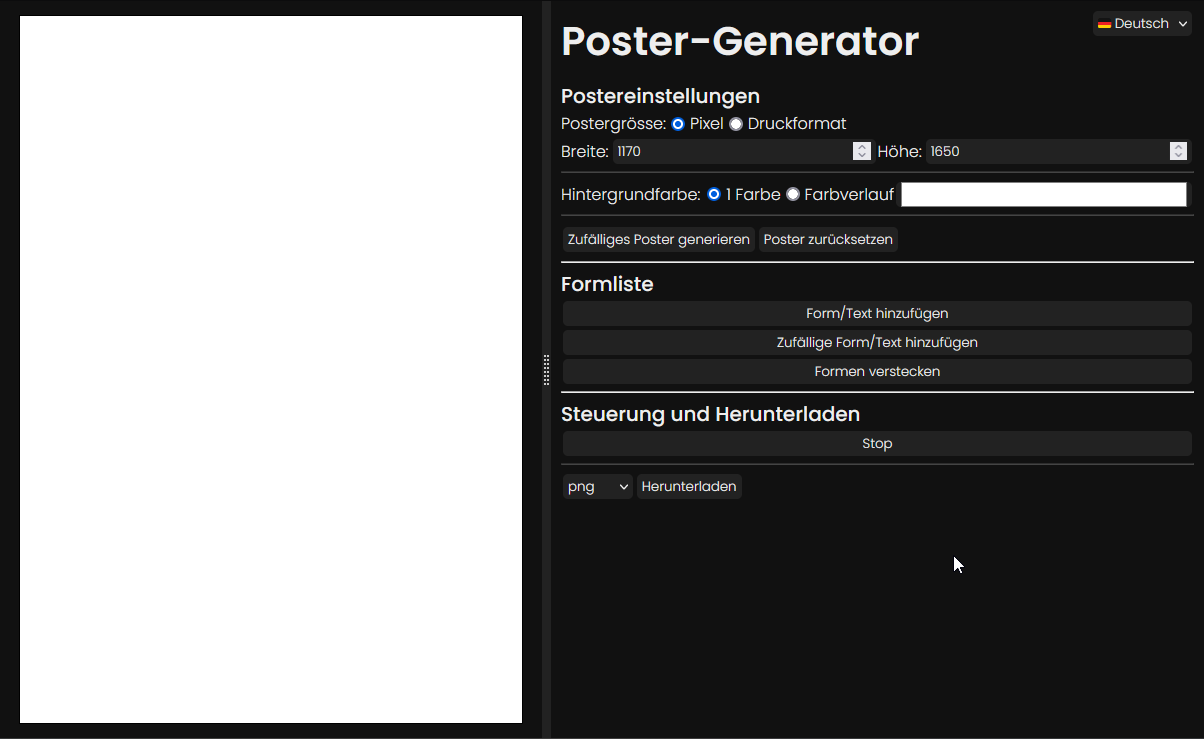 Deutsch
Poster-Generator
Postereinstellungen
Postergrösse: Pixel Druckformat
Breite: 1170 Höhe: 1650
Hintergrundfarbe: 1 Farbe Farbverlauf
Zufälliges Poster generieren Poster zurücksetzen
Formliste
Form/Text hinzufügen
Zufällige Form/Text hinzufügen
Formen verstecken
Steuerung und Herunterladen
Stop
png Herunterladen